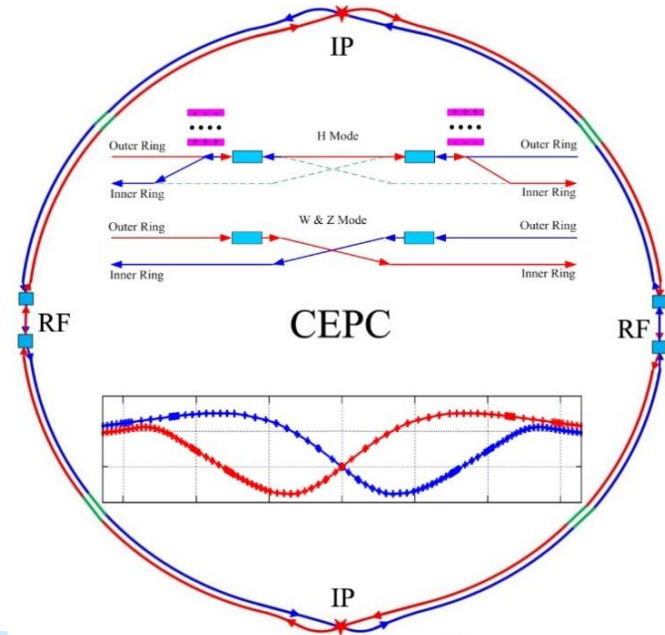 IP
H Mode
Outer Ring
Outer Ring
Inner Ring
Inner Ring
W & Z Mode
Outer Ring
Outer Ring
Inner Ring
Inner Ring
RF
CEPC
RF
IP